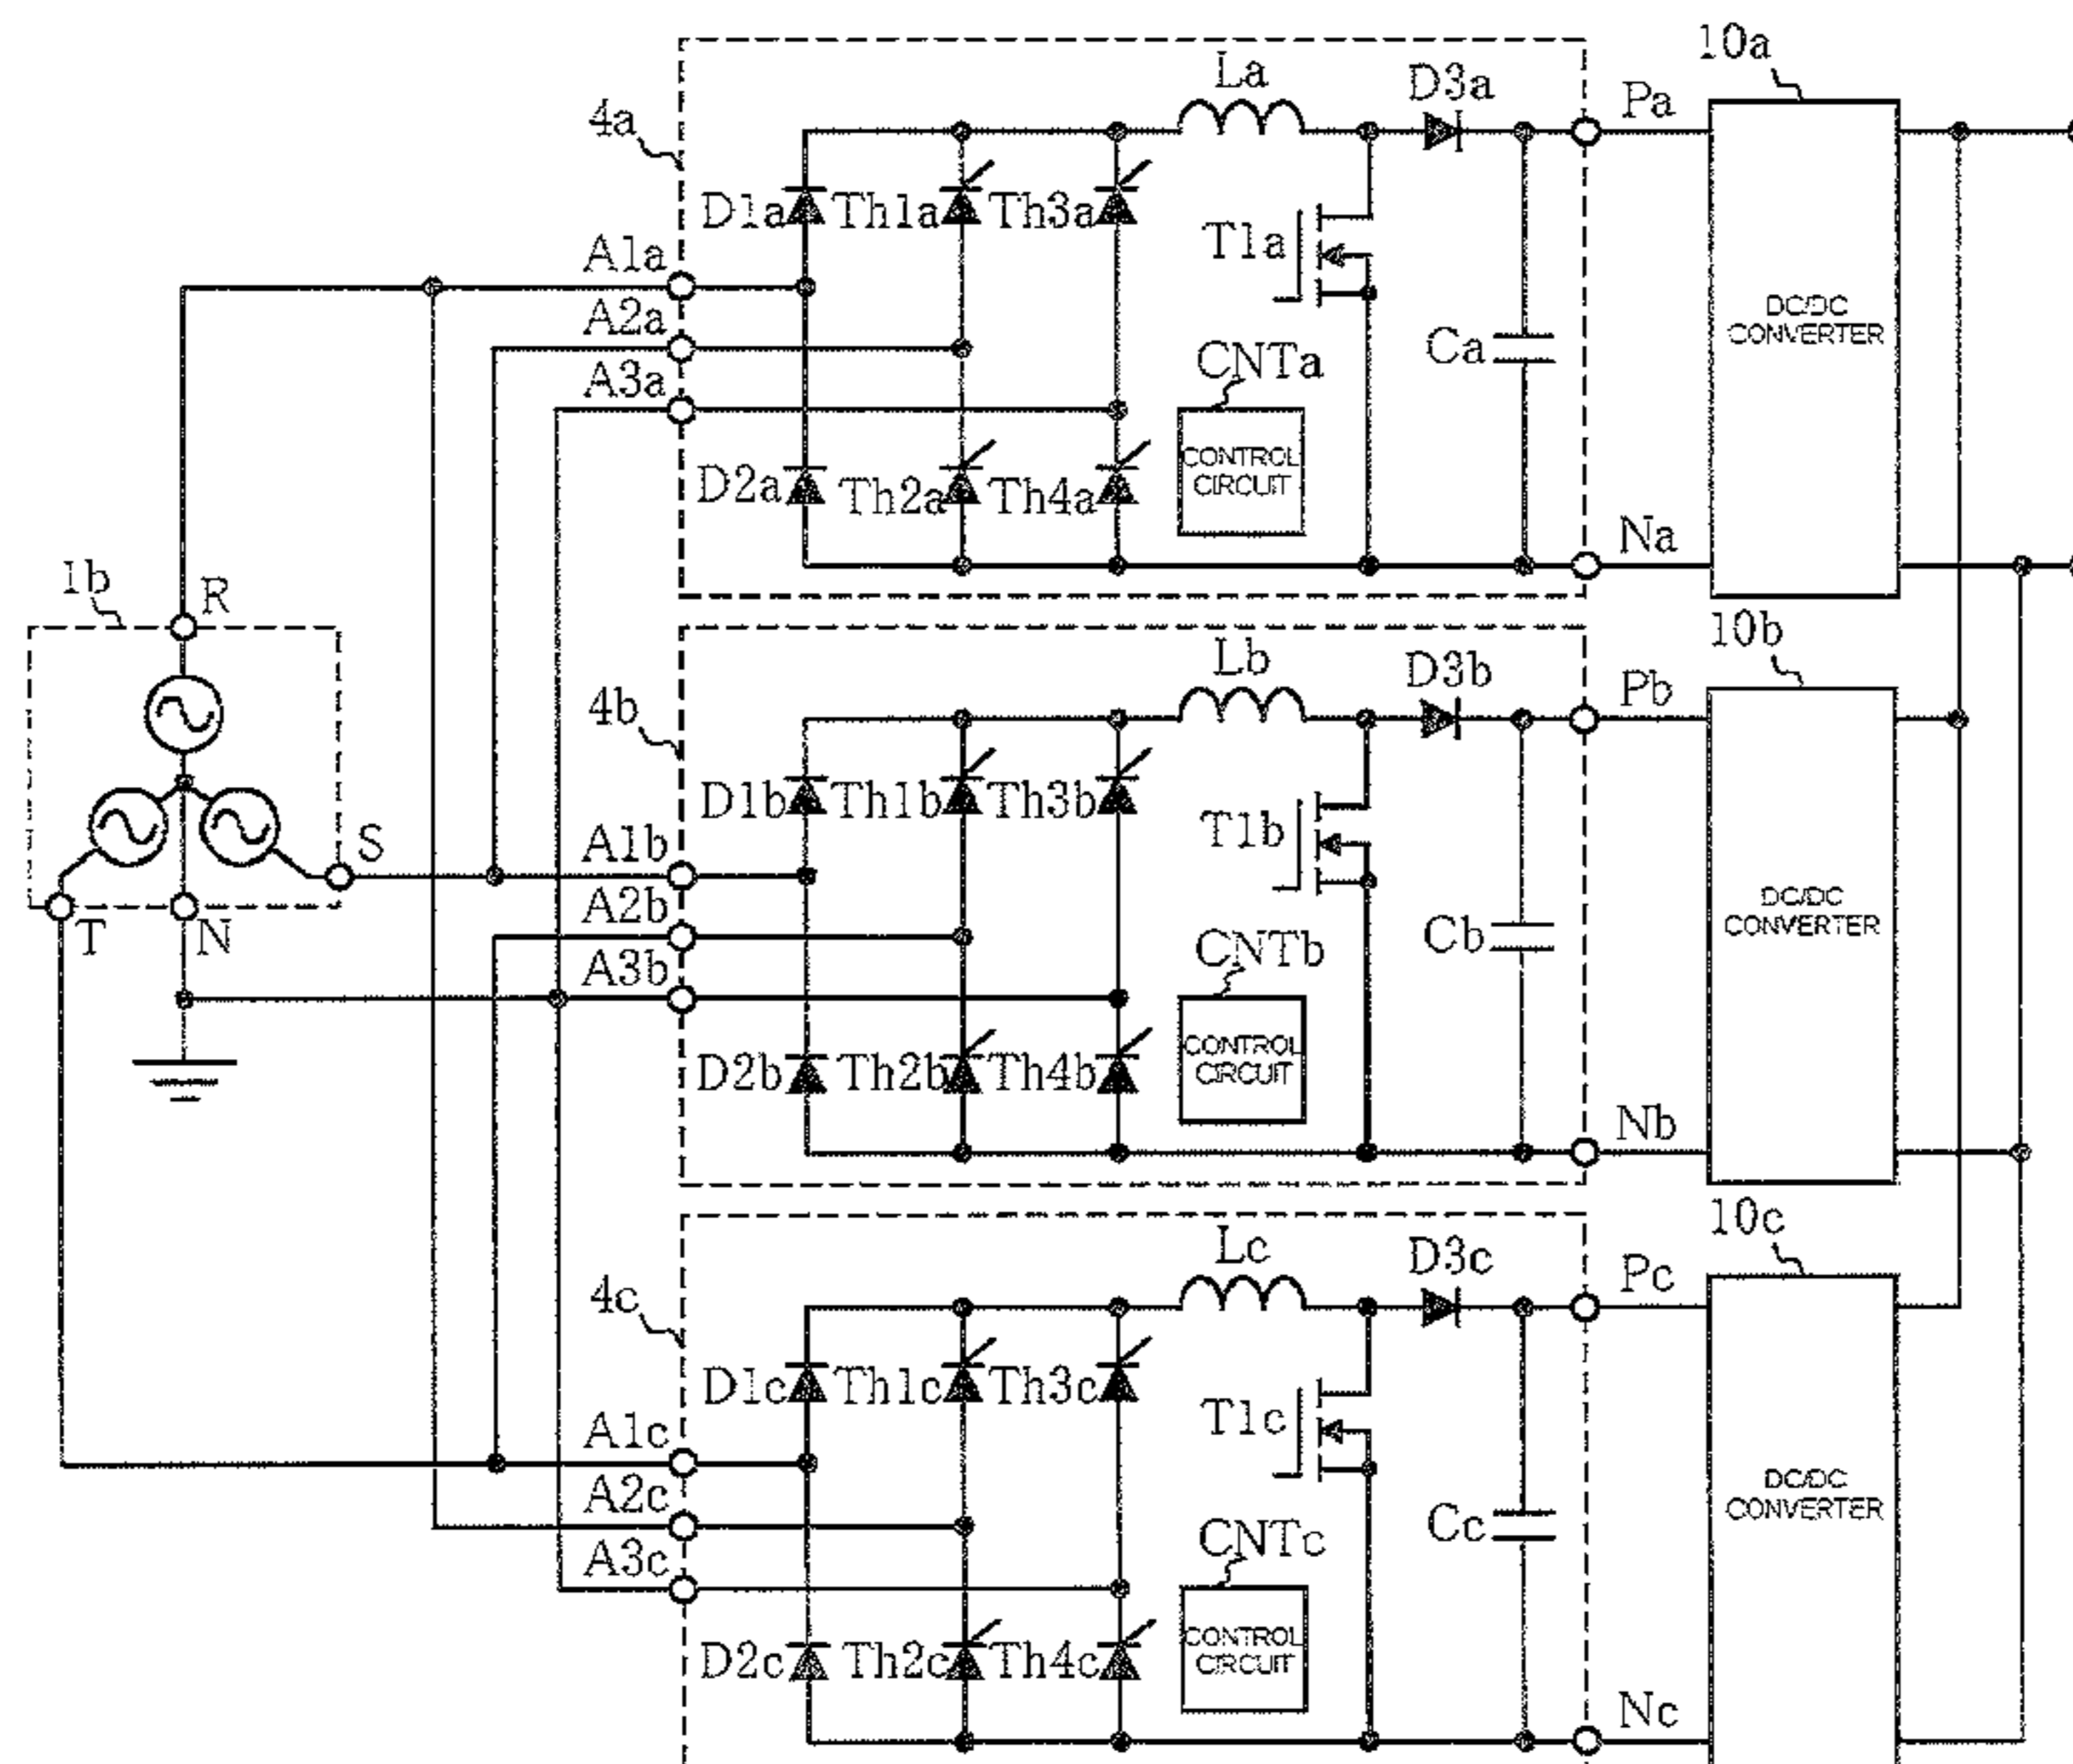 10a
La
D3a
Pa
4a
D1a
Th1a
Th3a
T1a
A1a
A2a
A3a
CNTa
Ca
DC/DC
CONVERTER
CONTROL
CIRCUIT
D2a
Th2a
Th4a
Na
1b
R
10b
Lb
D3b
Pb
4b
D1b
Th1b
Th3b
T1b
S
A1b
A2b
A3b
T
N
CNTb
Cb
DC/DC
CONVERTER
CONTROL
CIRCUIT
D2b
Th2b
Th4b
Nb
10c
Lc
D3c
Pc
4c
D1c
Th1c
Th3c
T1c
A1c
A2c
A3c
CNTc
Cc
DC/DC
CONVERTER
CONTROL
CIRCUIT
D2c
Th2c
Th4c
Nc